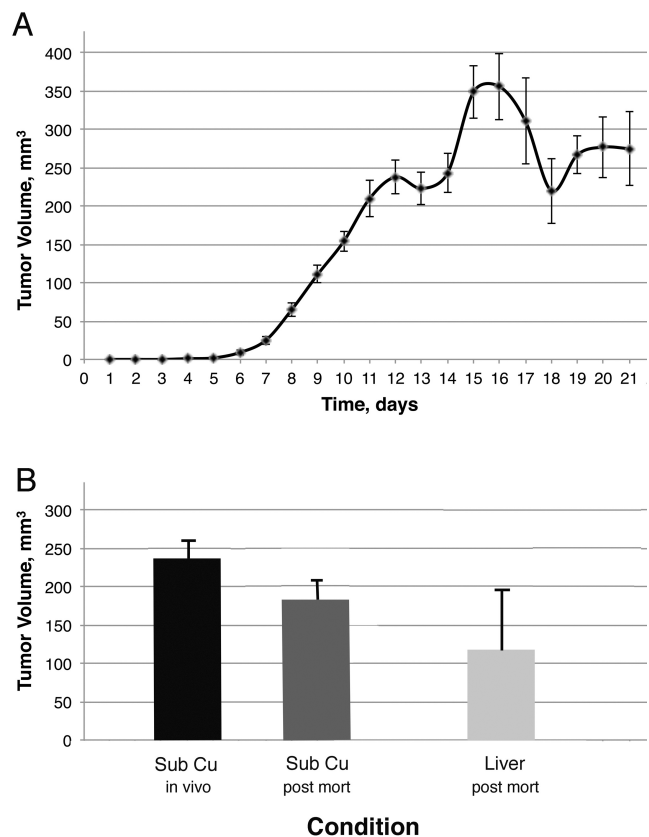 A
Tumor Volume, mm³
400
350
300
250
200
150
100
50
0
0 1 2 3 4 5 6 7 8 9 10 11 12 13 14 15 16 17 18 19 20 21
Time, days
B
Tumor Volume, mm³
300
250
200
150
100
50
0
Sub Cu Sub Cu Liver
in vivo post mort post mort
Condition